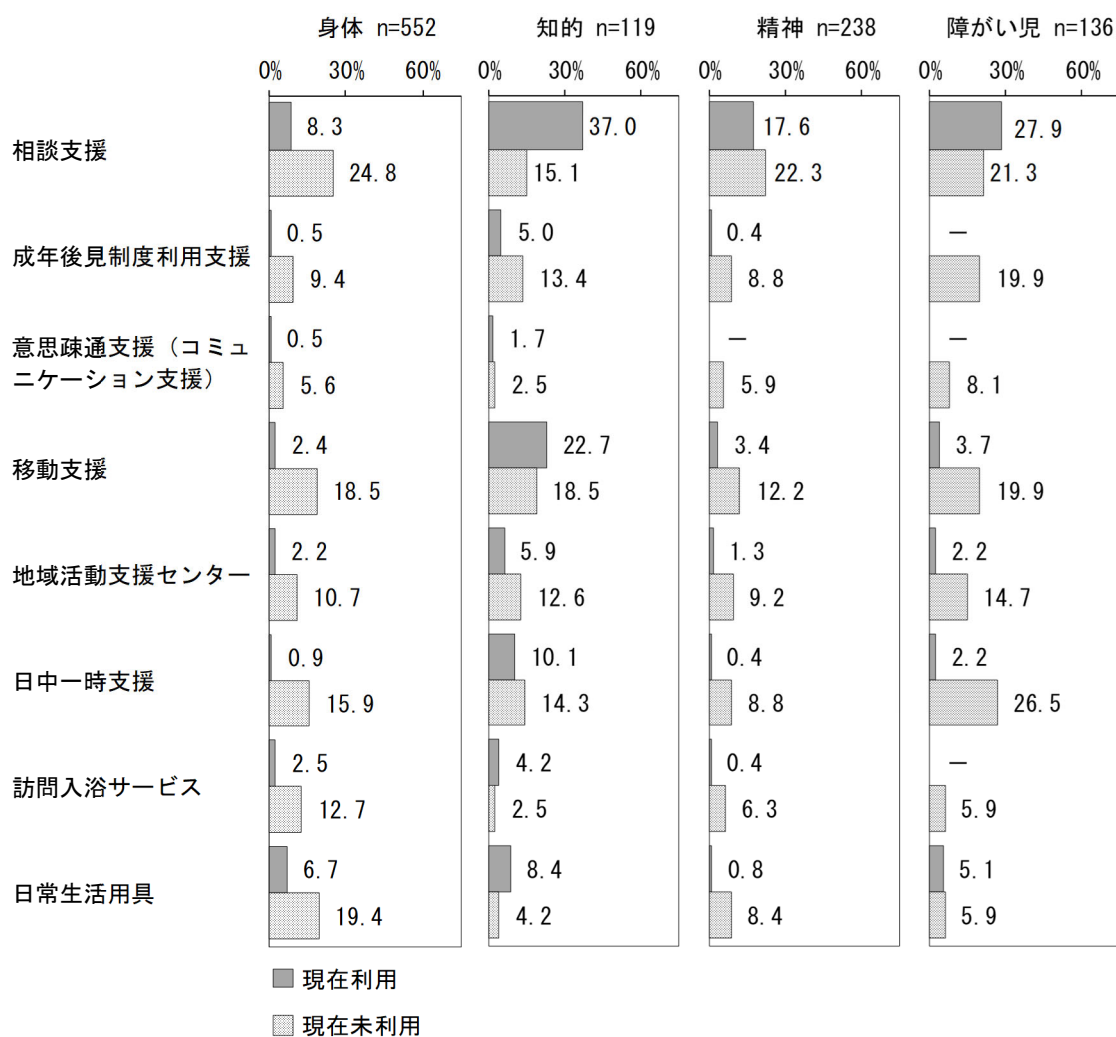 身体 n=552 知的 n=119 精神 n=238 障がい児 n=136
0% 30% 60% 0% 30% 60% 0% 30% 60% 0% 30% 60%
相談支援
8.3 37.0 17.6 27.9
24.8 15.1 22.3 21.3
成年後見制度利用支援
0.5 5.0 0.4 －
9.4 13.4 8.8 19.9
意思疎通支援（コミュ
ニケーション支援）
0.5 1.7 － －
5.6 2.5 5.9 8.1
移動支援
2.4 22.7 3.4 3.7
18.5 18.5 12.2 19.9
地域活動支援センター
2.2 5.9 1.3 2.2
10.7 12.6 9.2 14.7
日中一時支援
0.9 10.1 0.4 2.2
15.9 14.3 8.8 26.5
訪問入浴サービス
2.5 4.2 0.4 －
12.7 2.5 6.3 5.9
日常生活用具
6.7 8.4 0.8 5.1
19.4 4.2 8.4 5.9
現在利用
現在未利用